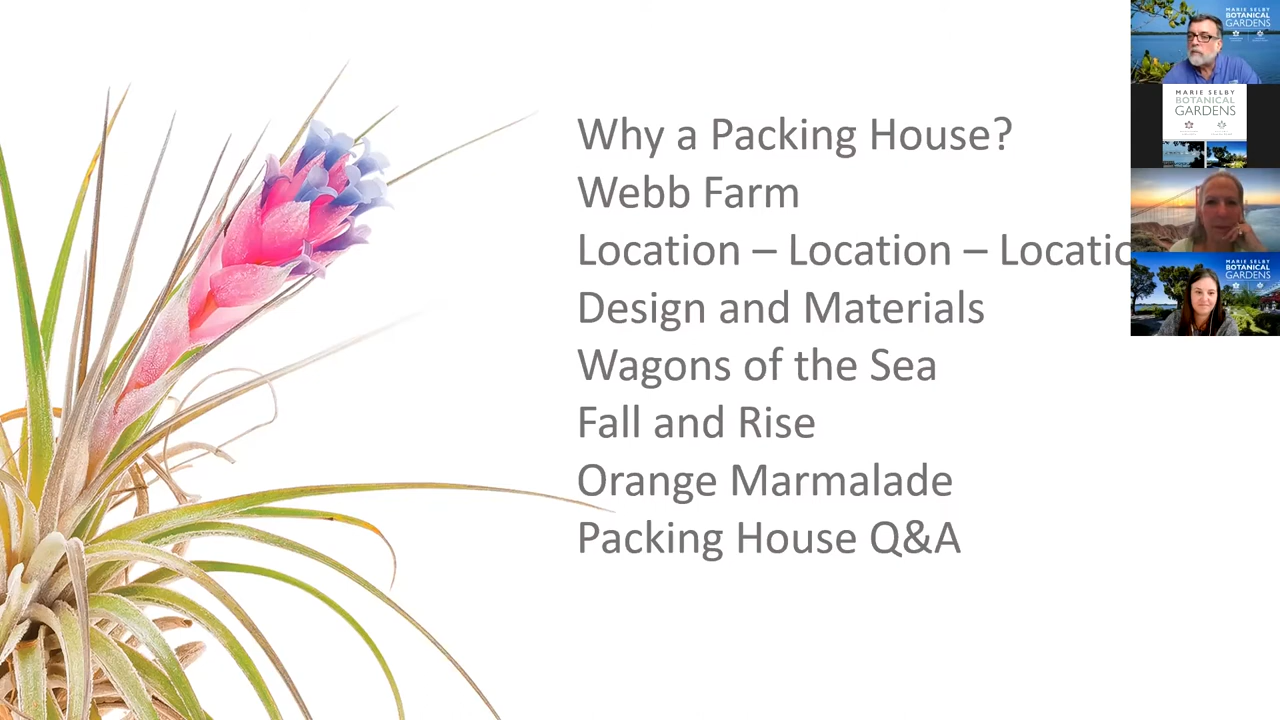 Why a Packing House?
Webb Farm
Location – Location – Locatio
Design and Materials
Wagons of the Sea
Fall and Rise
Orange Marmalade
Packing House Q&A
MARIE SELBY
BOTANICAL
GARDENS
MARIE SELBY
BOTANICAL
GARDENS
MARIE SELBY
BOTANICAL
GARDENS